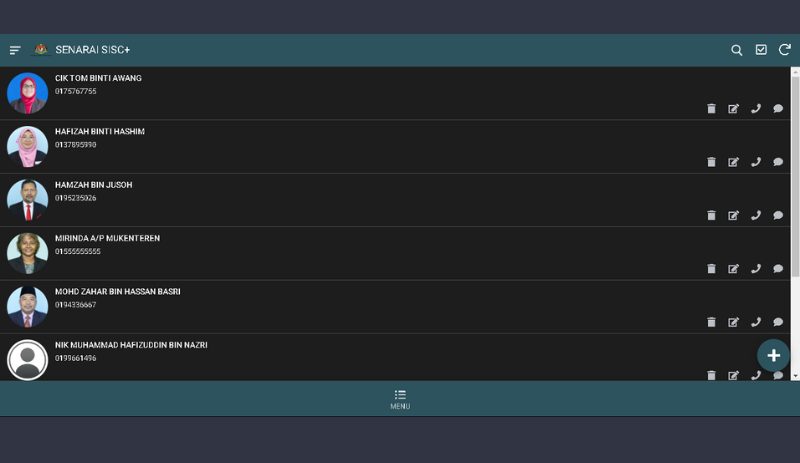 SENARAI SISC+
CIK TOM BINTI AWANG
0175767755
HAFIZAH BINTI HASHIM
0137895990
HAMZAH BIN JUSOH
0195235026
MIRINDA A/P MUKENTEREN
01555555555
MOHD ZAHAR BIN HASSAN BASRI
0194336667
NIK MUHAMMAD HAFIZUDDIN BIN NAZRI
0199661496
MENU